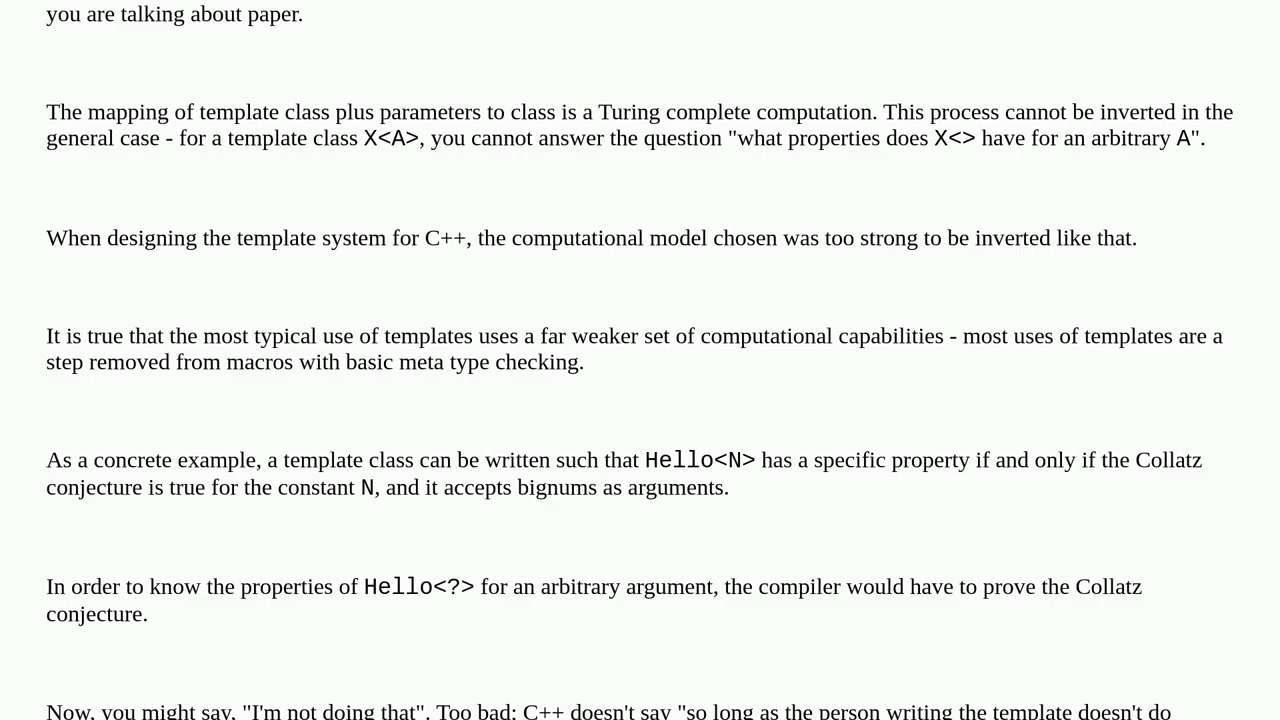 you are talking about paper.
The mapping of template class plus parameters to class is a Turing complete computation. This process cannot be inverted in the
general case - for a template class X<A>, you cannot answer the question "what properties does X<> have for an arbitrary A".
When designing the template system for C++, the computational model chosen was too strong to be inverted like that.
It is true that the most typical use of templates uses a far weaker set of computational capabilities - most uses of templates are a
step removed from macros with basic meta type checking.
As a concrete example, a template class can be written such that Hello<N> has a specific property if and only if the Collatz
conjecture is true for the constant N, and it accepts bignums as arguments.
In order to know the properties of Hello<?> for an arbitrary argument, the compiler would have to prove the Collatz
conjecture.
Now, you might say, "I'm not doing that". Too bad: C++ doesn't say "so long as the person writing the template doesn't do